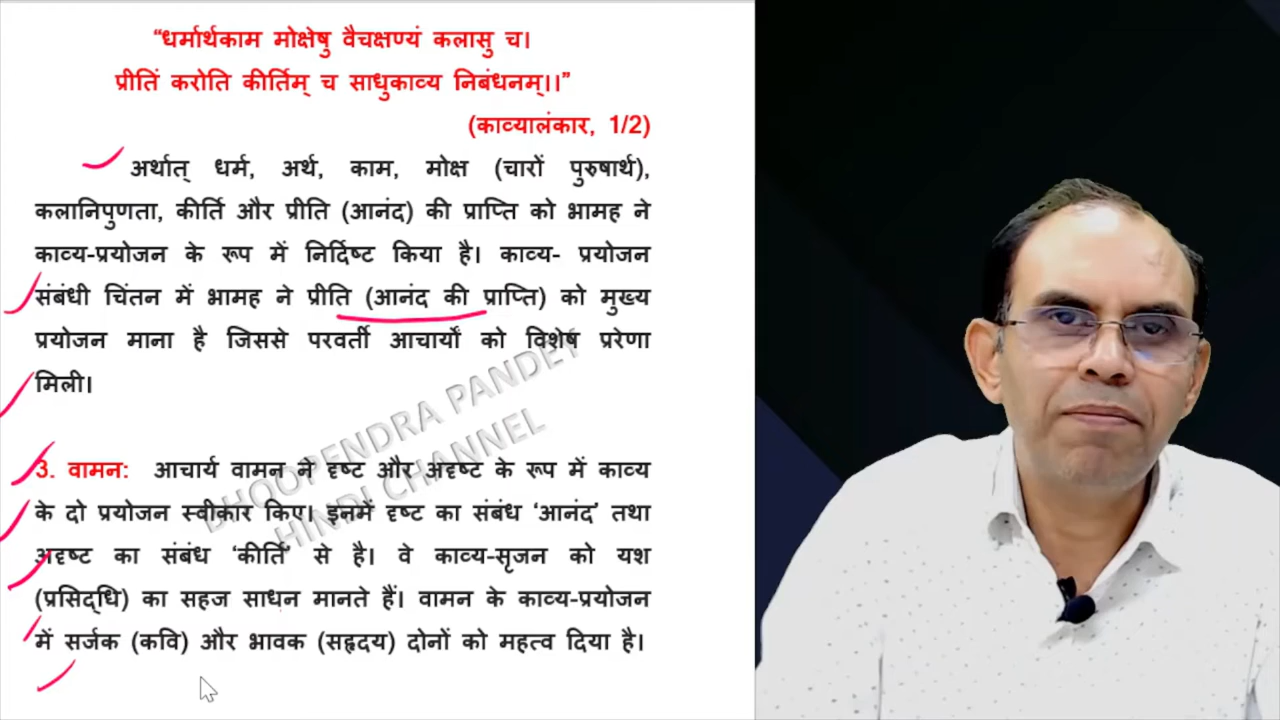 “धर्मार्थकाम मोक्षेषु वैचक्षण्यं कलासु च।
प्रीतिं करोति कीर्तिम् च साधुकाव्य निबंधनम्।।”
(काव्यालंकार, 1/2)
अर्थात् धर्म, अर्थ, काम, मोक्ष (चारों पुरुषार्थ),
कलानिपुणता, कीर्ति और प्रीति (आनंद) की प्राप्ति को भामह ने
काव्य-प्रयोजन के रूप में निर्दिष्ट किया है। काव्य- प्रयोजन
संबंधी चिंतन में भामह ने प्रीति (आनंद की प्राप्ति) को मुख्य
प्रयोजन माना है जिससे परवर्ती आचार्यों को विशेष प्ररेणा
मिली।
3. वामन: आचार्य वामन ने दृष्ट और अदृष्ट के रूप में काव्य
के दो प्रयोजन स्वीकार किए। इनमें दृष्ट का संबंध ‘आनंद’ तथा
अदृष्ट का संबंध ‘कीर्ति’ से है। वे काव्य-सृजन को यश
(प्रसिद्धि) का सहज साधन मानते हैं। वामन के काव्य-प्रयोजन
में सर्जक (कवि) और भावक (सहृदय) दोनों को महत्व दिया है।
BHOOPENDRA PANDEY
HINDI CHANNEL